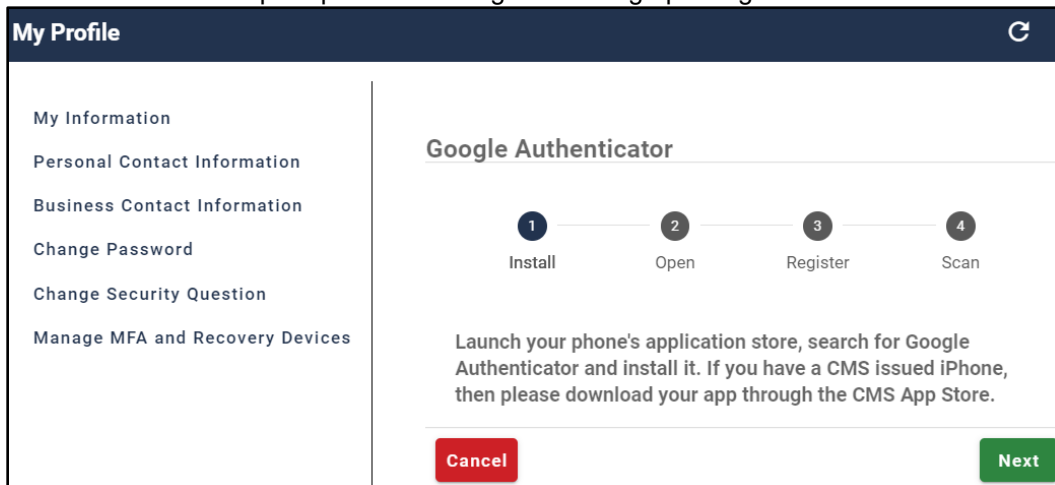 My Profile
My Information
Personal Contact Information
Business Contact Information
Change Password
Change Security Question
Manage MFA and Recovery Devices
Google Authenticator
1 2 3 4
Install Open Register Scan
Launch your phone's application store, search for Google
Authenticator and install it. If you have a CMS issued iPhone,
then please download your app through the CMS App Store.
Cancel Next